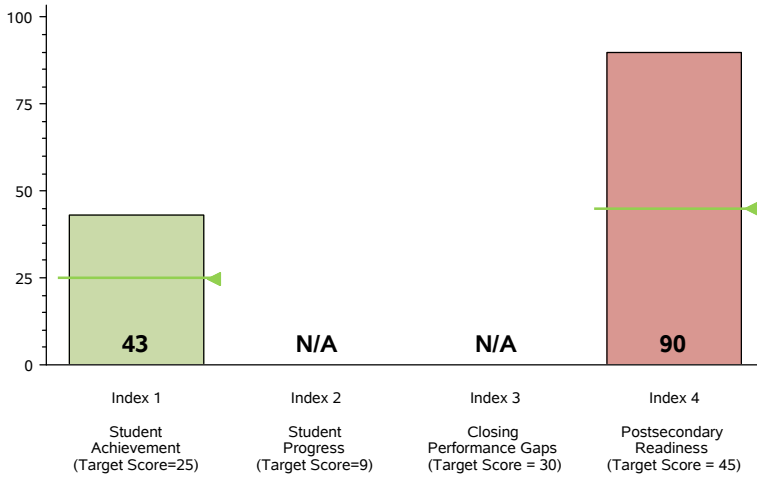 100
75
50
25
0
43
N/A
N/A
90
Index 1
Index 2
Index 3
Index 4
Student
Achievement
(Target Score=25)
Student
Progress
(Target Score=9)
Closing
Performance Gaps
(Target Score = 30)
Postsecondary
Readiness
(Target Score = 45)